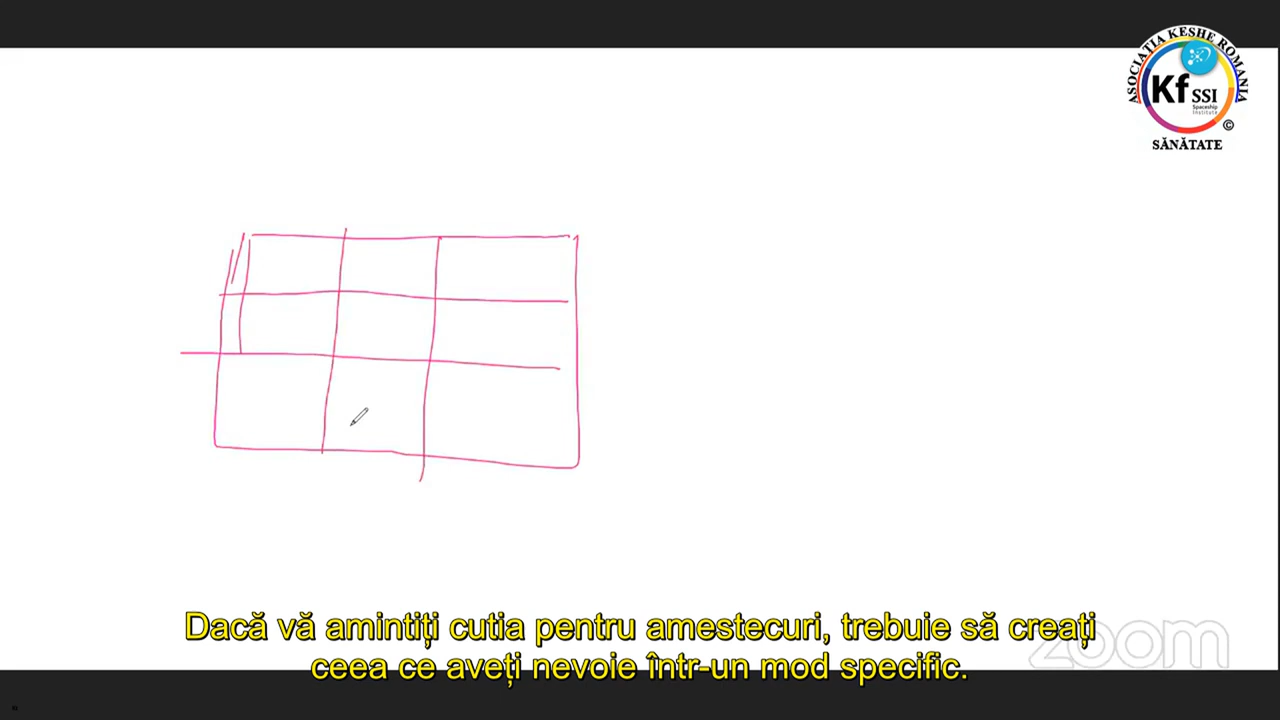 ASOCIAȚIA KESHE ROMANIA
Kf SSI
Spaceship
Institute
©
SĂNĂTATE
Dacă vă amintiți cutia pentru amestecuri, trebuie să creați
ceea ce aveți nevoie într-un mod specific.
zoom